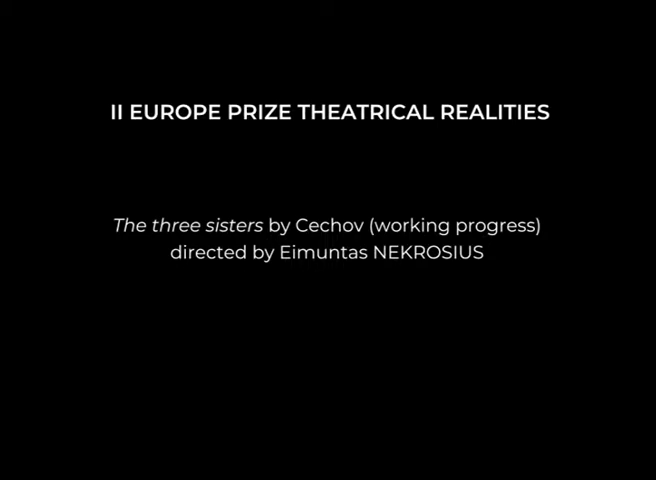 II EUROPE PRIZE THEATRICAL REALITIES
The three sisters by Cechov (working progress)
directed by Eimuntas NEKROSIUS